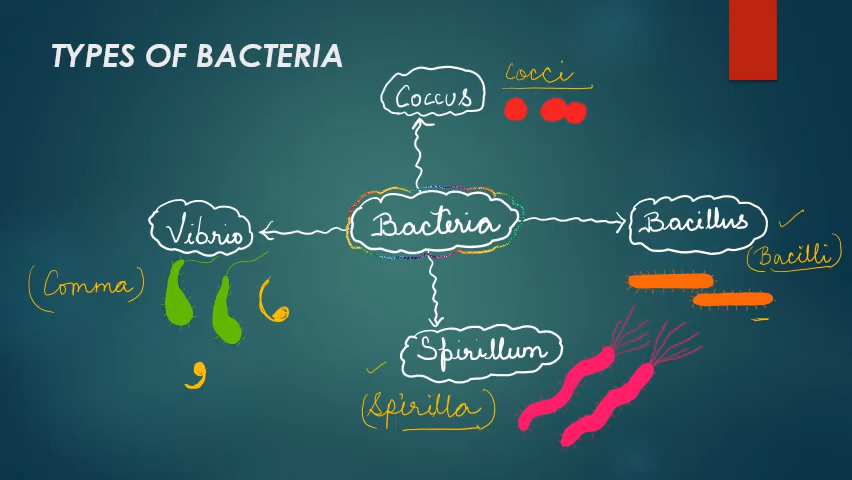 TYPES OF BACTERIA
Cocci
Coccus
Bacteria
Vibrio
Bacillus
(Bacilli)
(Comma)
Spirillum
(Spirilla)